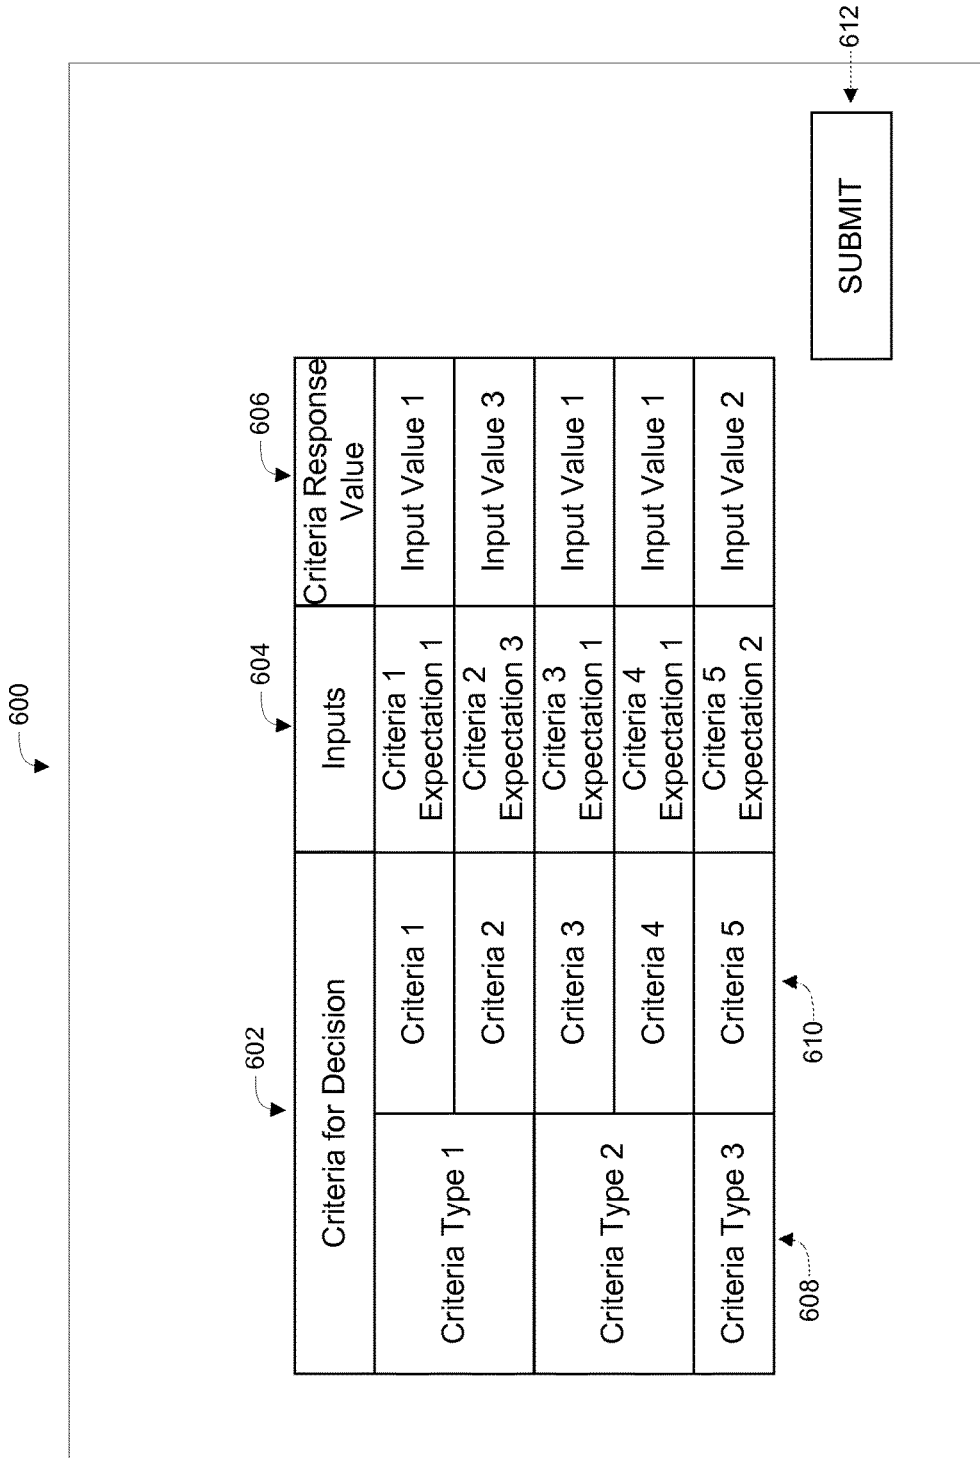 600
602
604
606
Criteria for Decision
Inputs
Criteria Response
Value
Criteria Type 1
Criteria 1
Criteria 1
Expectation 1
Input Value 1
Criteria 2
Criteria 2
Expectation 3
Input Value 3
Criteria Type 2
Criteria 3
Criteria 3
Expectation 1
Input Value 1
Criteria 4
Criteria 4
Expectation 1
Input Value 1
Criteria Type 3
Criteria 5
Criteria 5
Expectation 2
Input Value 2
608
610
SUBMIT
612